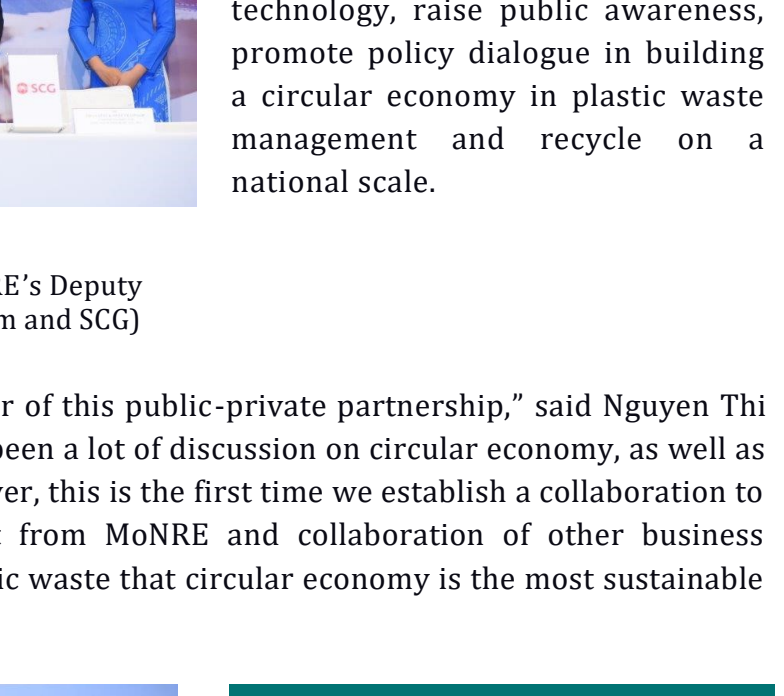 technology, raise public awareness,
promote policy dialogue in building
a circular economy in plastic waste
management and recycle on a
national scale.
SCG
RE’s Deputy
m and SCG)
r of this public-private partnership,” said Nguyen Thi
been a lot of discussion on circular economy, as well as
ver, this is the first time we establish a collaboration to
t from MoNRE and collaboration of other business
ic waste that circular economy is the most sustainable